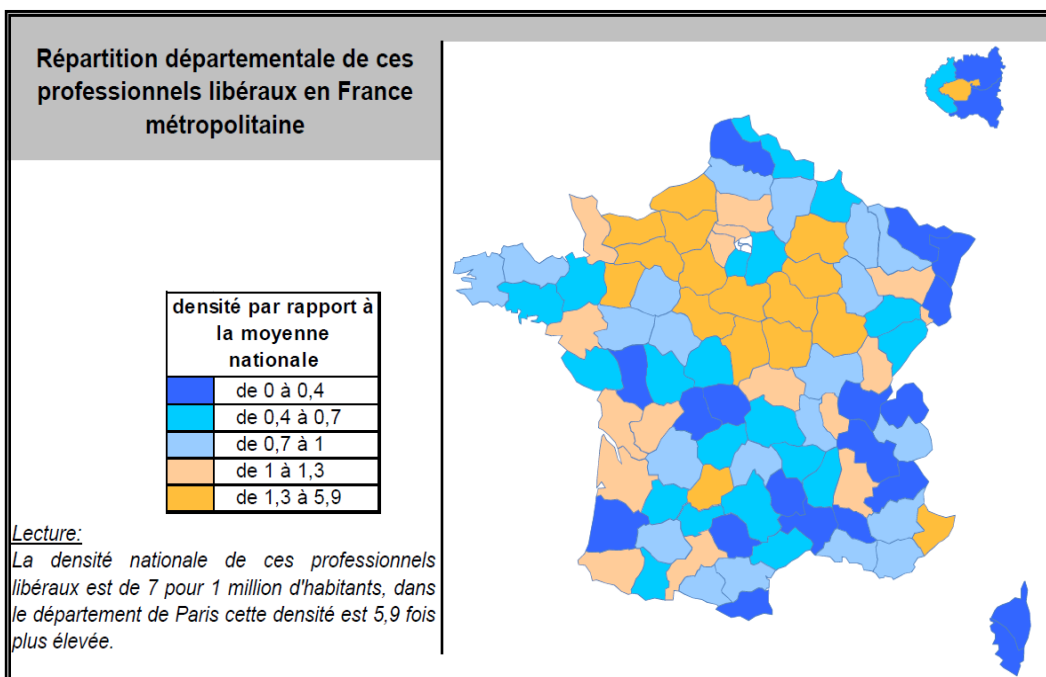 Répartition départementale de ces
professionnels libéraux en France
métropolitaine
densité par rapport à
la moyenne
nationale
de 0 à 0,4
de 0,4 à 0,7
de 0,7 à 1
de 1 à 1,3
de 1,3 à 5,9
Lecture:
La densité nationale de ces professionnels
libéraux est de 7 pour 1 million d'habitants, dans
le département de Paris cette densité est 5,9 fois
plus élevée.